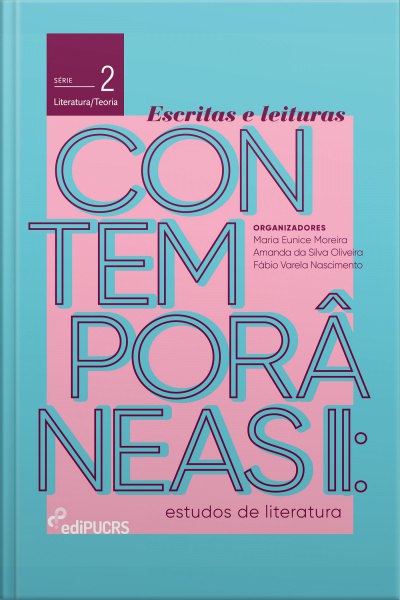 SÉRIE 2
Literatura/Teoria
Escritas e leituras
CON
TEM
PORÂ
NEAS II:
ORGANIZADORES
Maria Eunice Moreira
Amanda da Silva Oliveira
Fábio Varela Nascimento
estudos de literatura
ediPUCRS